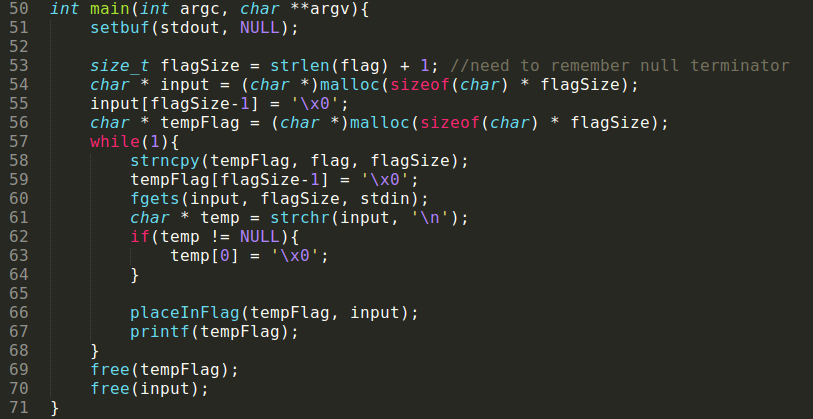 50 int main(int argc, char **argv){
51     setbuf(stdout, NULL);
52
53     size_t flagSize = strlen(flag) + 1; //need to remember null terminator
54     char * input = (char *)malloc(sizeof(char) * flagSize);
55     input[flagSize-1] = '\x0';
56     char * tempFlag = (char *)malloc(sizeof(char) * flagSize);
57     while(1){
58         strncpy(tempFlag, flag, flagSize);
59         tempFlag[flagSize-1] = '\x0';
60         fgets(input, flagSize, stdin);
61         char * temp = strchr(input, '\n');
62         if(temp != NULL){
63             temp[0] = '\x0';
64         }
65
66         placeInFlag(tempFlag, input);
67         printf(tempFlag);
68     }
69     free(tempFlag);
70     free(input);
71 }